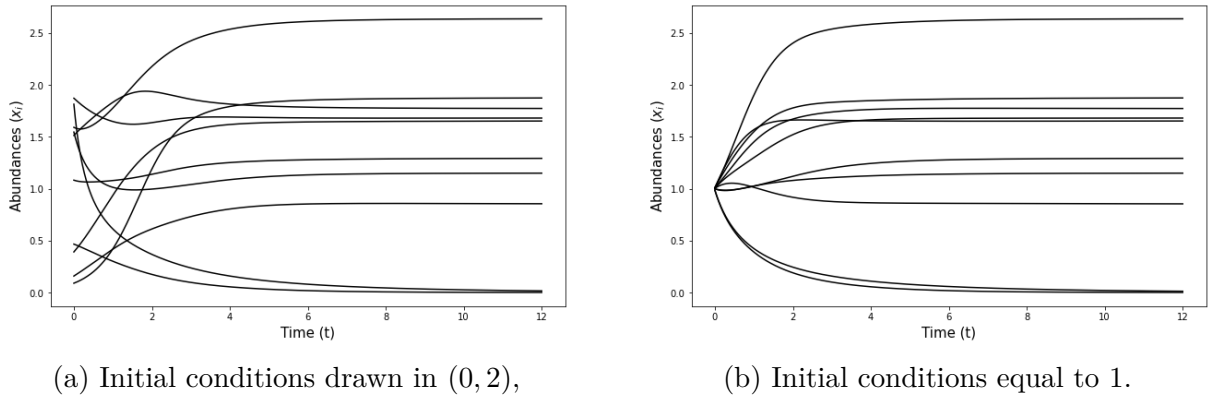 2.5
2.0
1.5
1.0
0.5
0.0
Abundances (x_i)
0 2 4 6 8 10 12
Time (t)
(a) Initial conditions drawn in (0, 2),
2.5
2.0
1.5
1.0
0.5
0.0
Abundances (x_i)
0 2 4 6 8 10 12
Time (t)
(b) Initial conditions equal to 1.